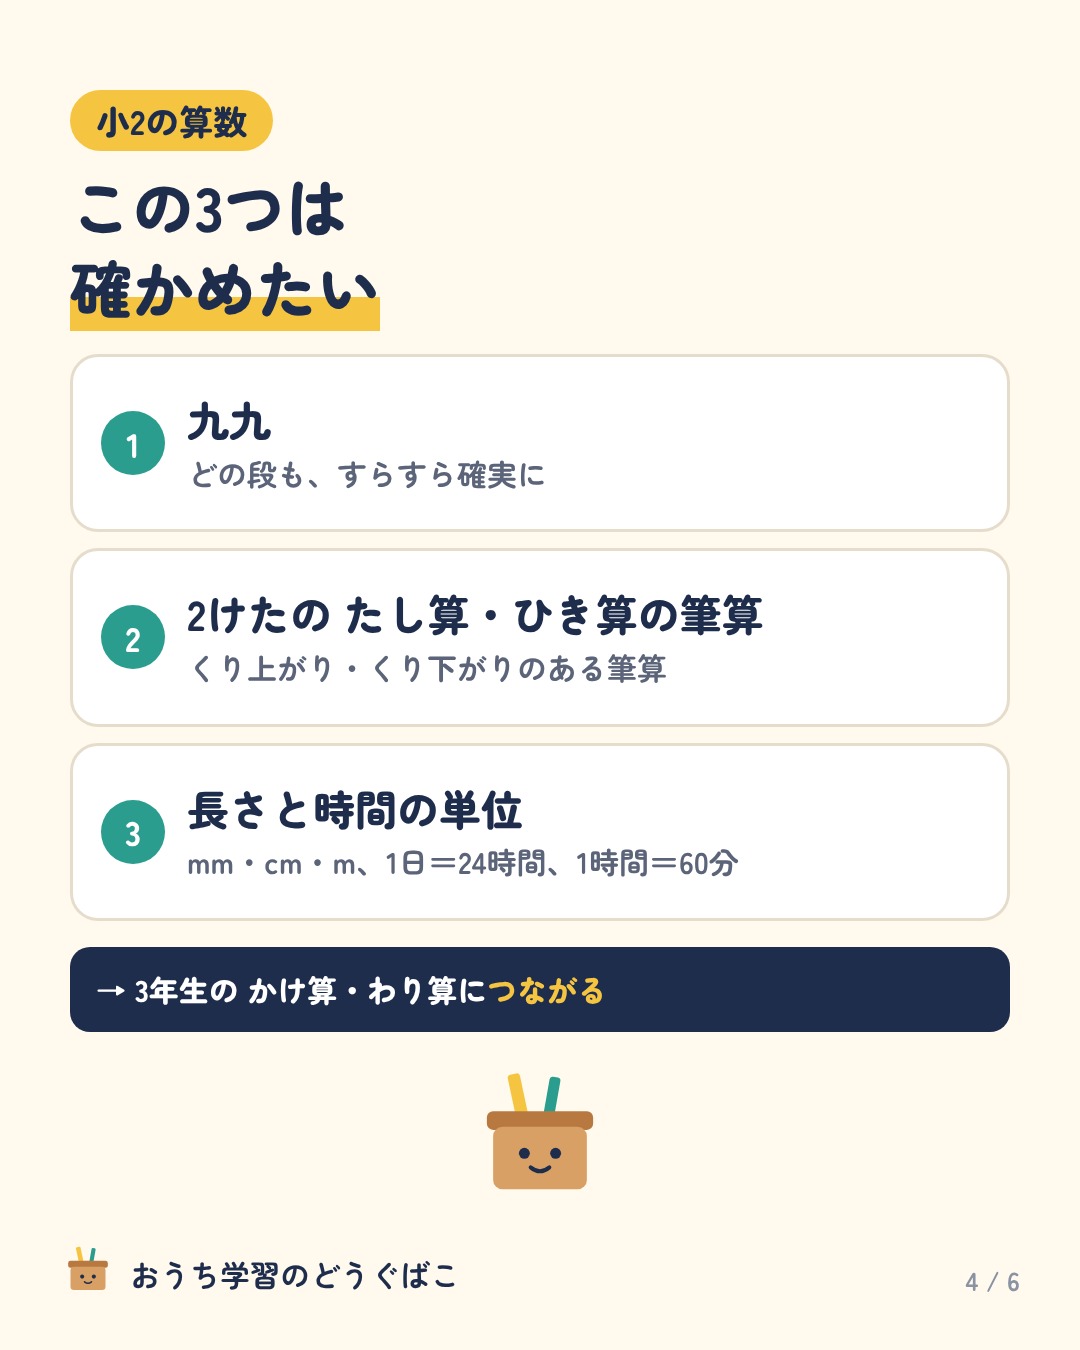 小2の算数
この3つは
確かめたい
1
九九
どの段も、すらすら確実に
2
2けたの たし算・ひき算の筆算
くり上がり・くり下がりのある筆算
3
長さと時間の単位
mm・cm・m、1日＝24時間、1時間＝60分
→ 3年生の かけ算・わり算につながる
おうち学習のどうぐばこ
4 / 6